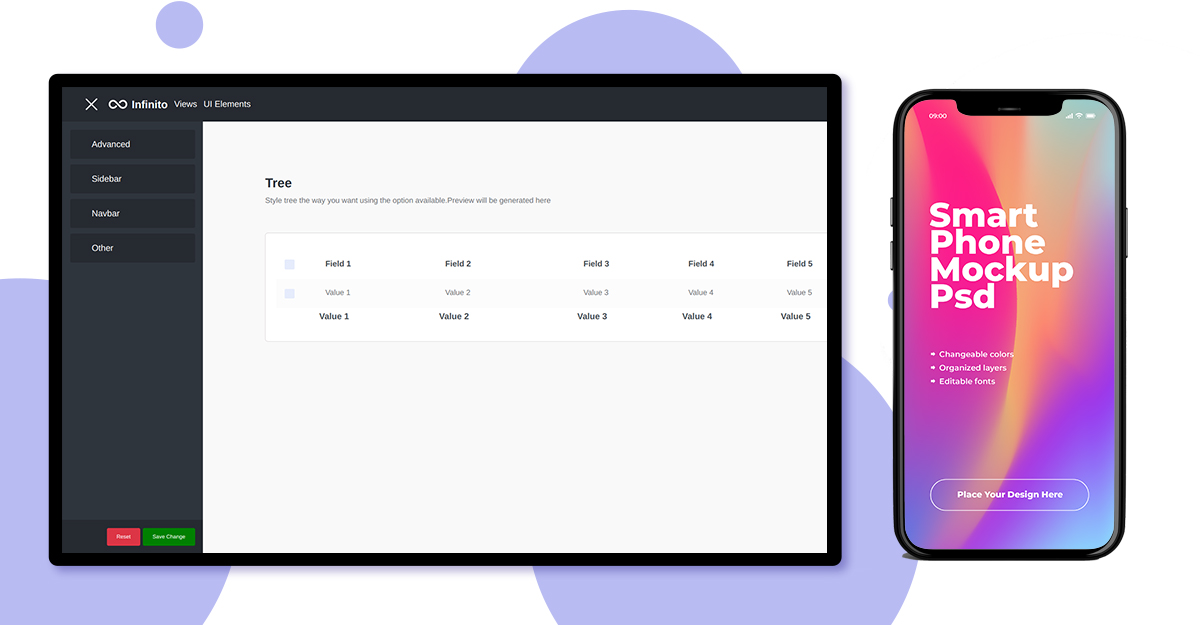 Infinito Views UI Elements
Advanced
Sidebar
Navbar
Other
Reset Save Change
Tree
Style tree the way you want using the option available.Preview will be generated here
Field 1 Field 2 Field 3 Field 4 Field 5
Value 1 Value 2 Value 3 Value 4 Value 5
Value 1 Value 2 Value 3 Value 4 Value 5
09:00
Smart
Phone
Mockup
Psd
Changeable colors
Organized layers
Editable fonts
Place Your Design Here